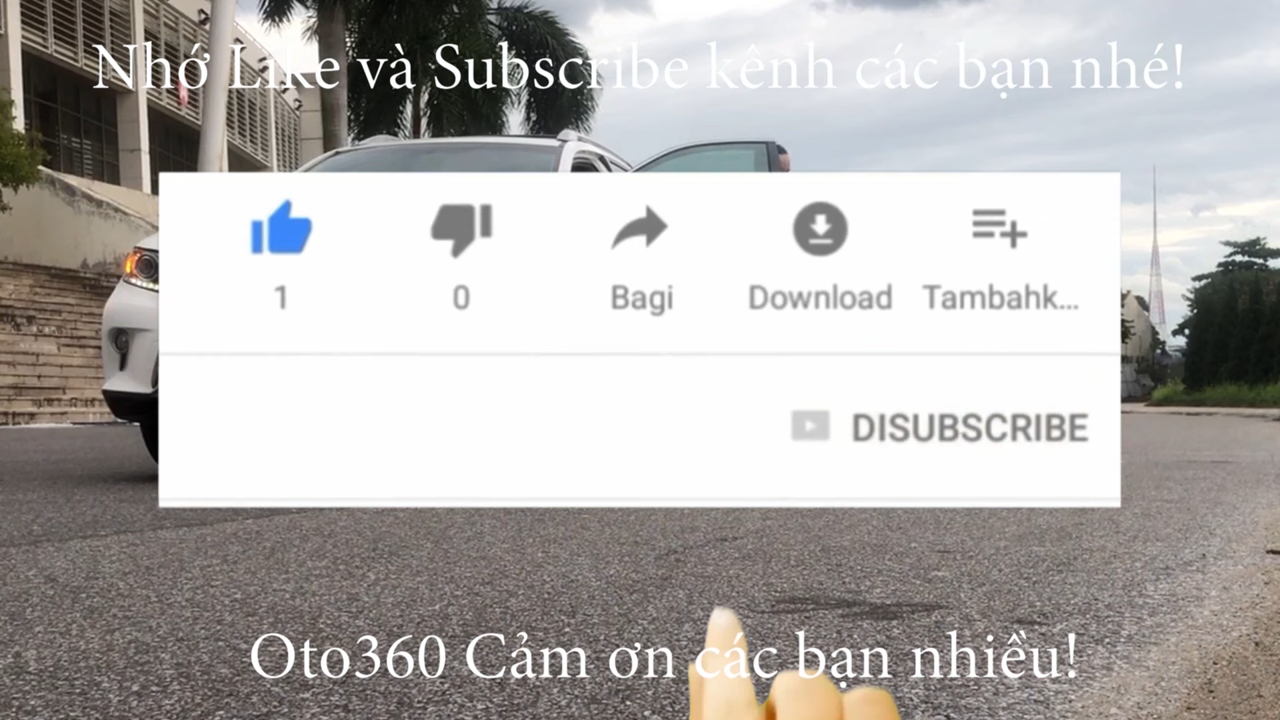 Nhớ Like và Subscribe kênh các bạn nhé!
1 0 Bagi Download Tambahk...
DISUBSCRIBE
Oto360 Cảm ơn các bạn nhiều!